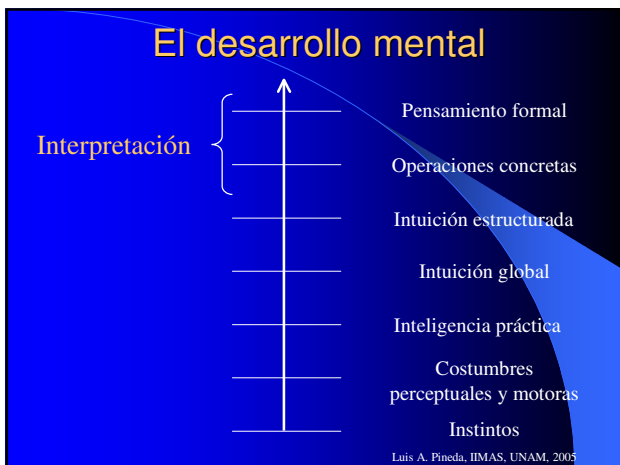 El desarrollo mental
Pensamiento formal
Interpretación
Operaciones concretas
Intuición estructurada
Intuición global
Inteligencia práctica
Costumbres
perceptuales y motoras
Instintos
Luis A. Pineda, IIMAS, UNAM, 2005